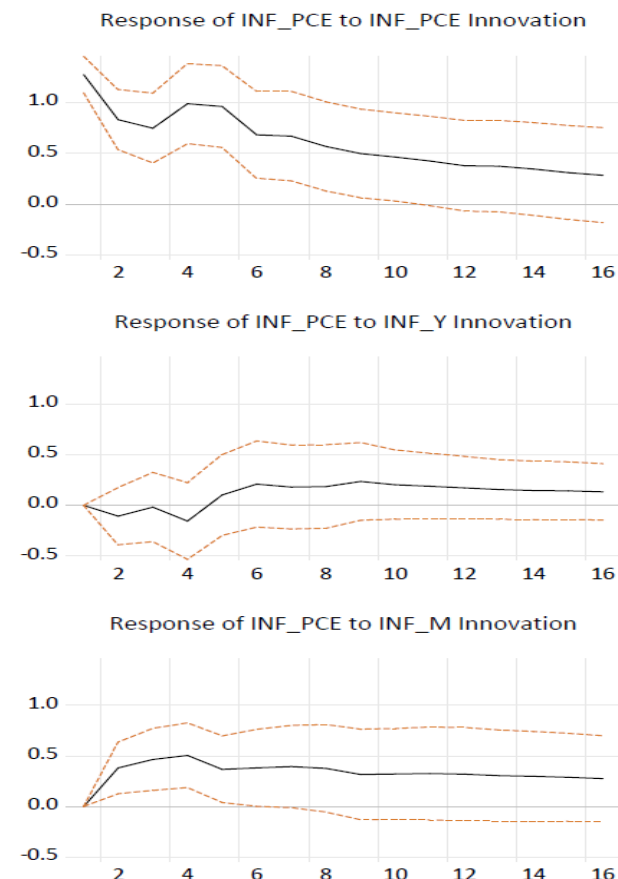 Response of INF_PCE to INF_PCE Innovation
1.0
0.5
0.0
-0.5
2 4 6 8 10 12 14 16
Response of INF_PCE to INF_Y Innovation
1.0
0.5
0.0
-0.5
2 4 6 8 10 12 14 16
Response of INF_PCE to INF_M Innovation
1.0
0.5
0.0
-0.5
2 4 6 8 10 12 14 16